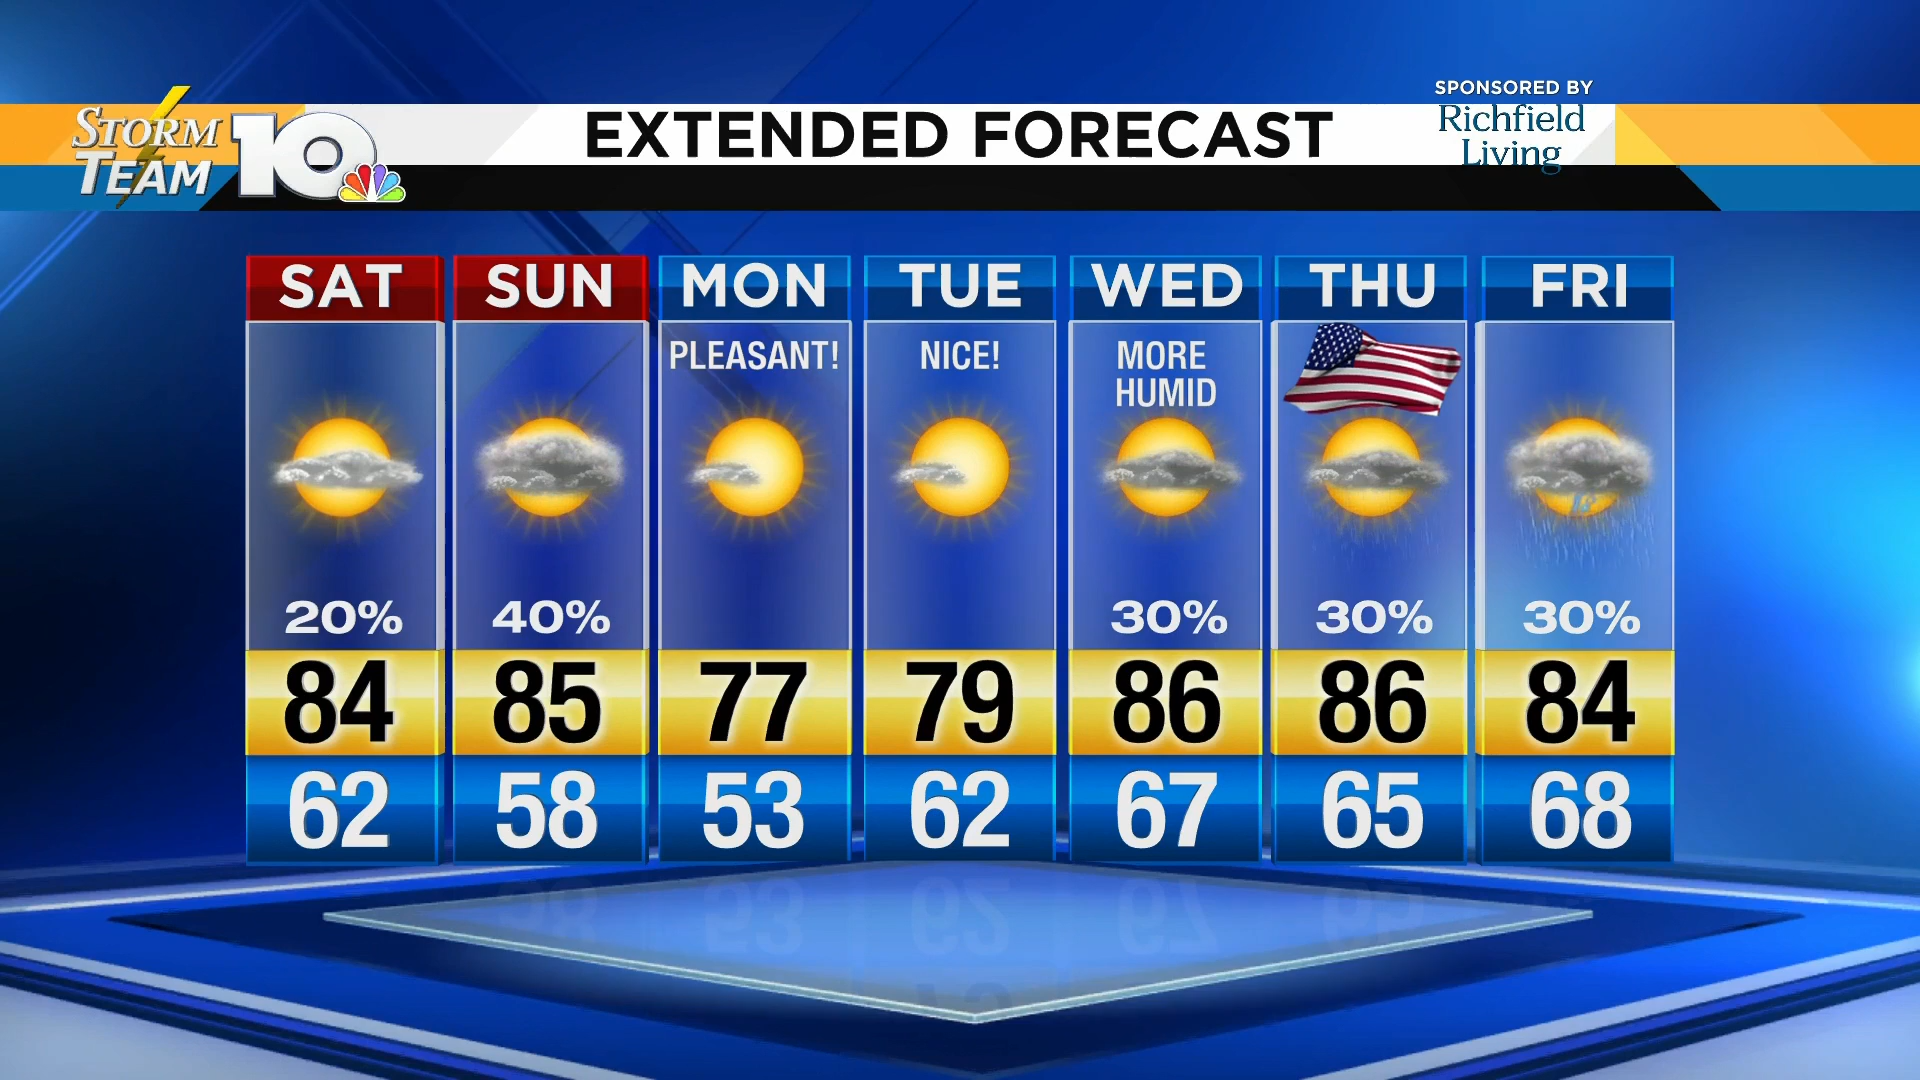 STORM TEAM 10
EXTENDED FORECAST
SPONSORED BY
Richfield
Living
SAT SUN MON TUE WED THU FRI
PLEASANT! NICE! MORE
HUMID
20% 40% 30% 30% 30%
84 85 77 79 86 86 84
62 58 53 62 67 65 68